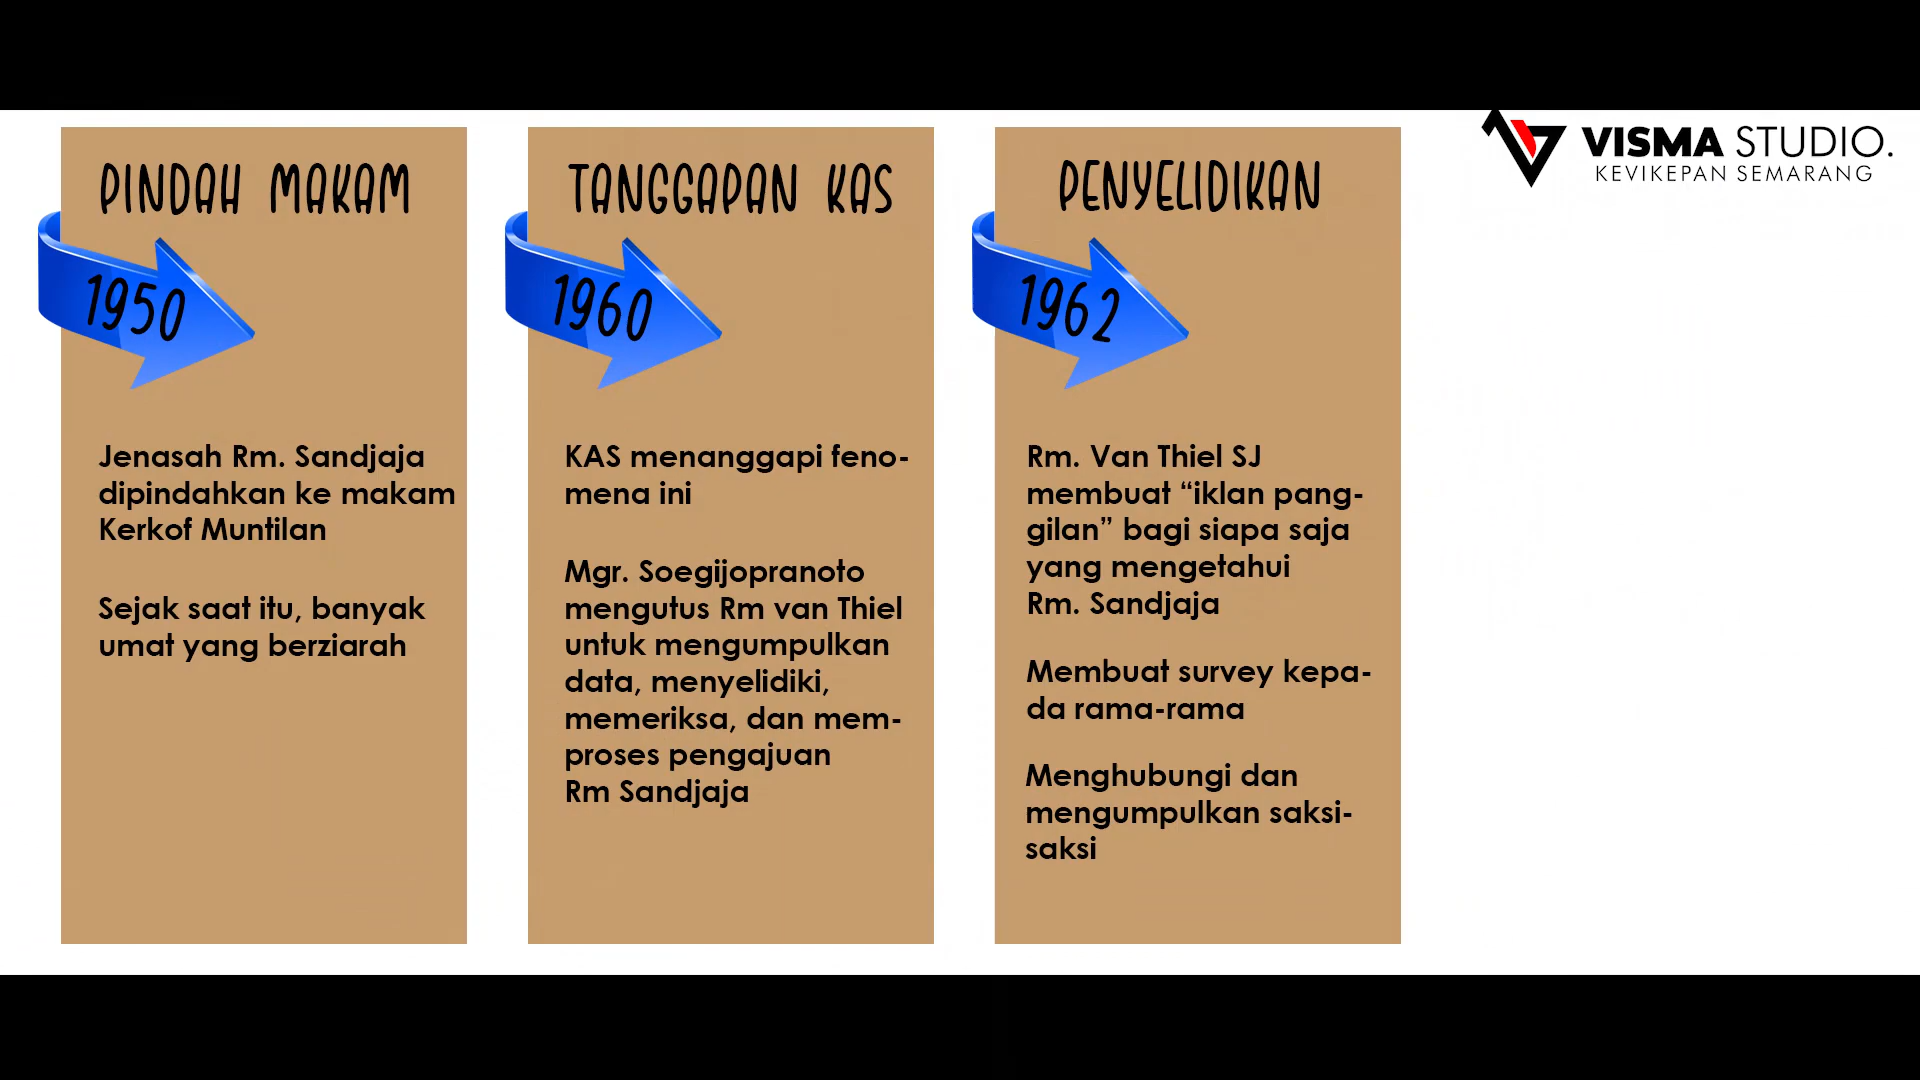 VISMA STUDIO.
KEVIKEPAN SEMARANG
PINDAH MAKAM
1950
Jenasah Rm. Sandjaja
dipindahkan ke makam
Kerkof Muntilan
Sejak saat itu, banyak
umat yang berziarah
TANGGAPAN KAS
1960
KAS menanggapi feno-
mena ini
Mgr. Soegijopranoto
mengutus Rm van Thiel
untuk mengumpulkan
data, menyelidiki,
memeriksa, dan mem-
proses pengajuan
Rm Sandjaja
PENYELIDIKAN
1962
Rm. Van Thiel SJ
membuat “iklan pang-
gilan” bagi siapa saja
yang mengetahui
Rm. Sandjaja
Membuat survey kepa-
da rama-rama
Menghubungi dan
mengumpulkan saksi-
saksi